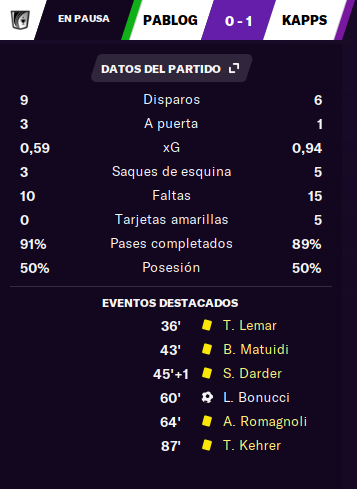 EN PAUSA PABLOG 0 - 1 KAPPS
DATOS DEL PARTIDO
9 Disparos 6
3 A puerta 1
0,59 xG 0,94
3 Saques de esquina 5
10 Faltas 15
0 Tarjetas amarillas 5
91% Pases completados 89%
50% Posesión 50%
EVENTOS DESTACADOS
36' T. Lemar
43' B. Matuidi
45'+1 S. Darder
60' L. Bonucci
64' A. Romagnoli
87' T. Kehrer